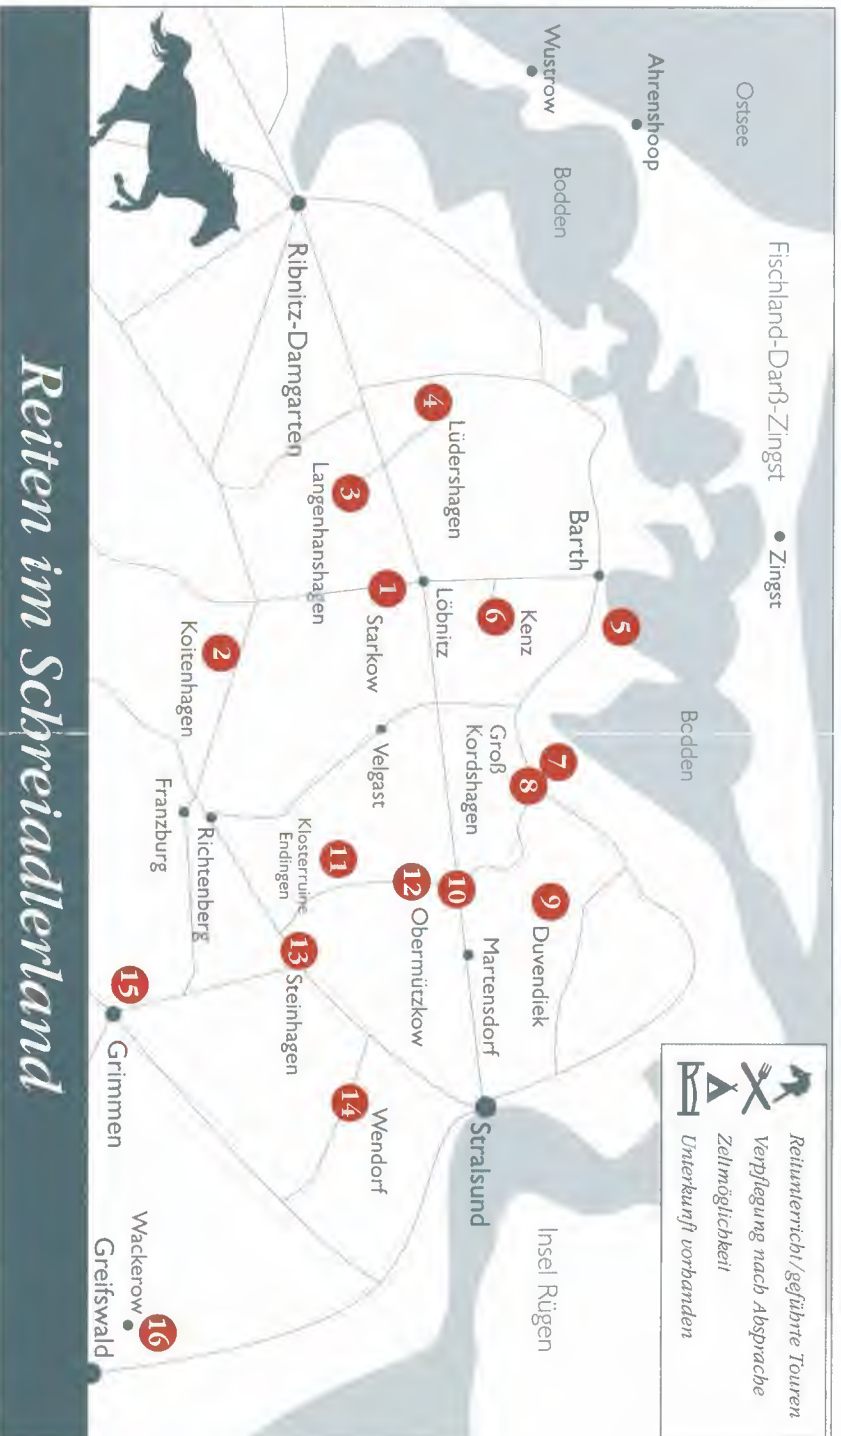 Reiten im Schreiadlerland
Reitunterricht/geführte Touren
Verpflegung nach Absprache
Zeltmöglichkeit
Unterkunft vorhanden
Ostsee
Fischland-Darß-Zingst
Zingst
Ahrenshoop
Wustrow
Bodden
Bodden
5
Barth
Kenz
6
7
8
Groß
Kordshagen
9
Duvendiek
Insel Rügen
4
Lüdershagen
Löbnitz
10
Martensdorf
Stralsund
Ribnitz-Damgarten
3
Langenhanshagen
1
Starkow
Velgast
12
Obermützkow
11
Klosterruine
Endingen
13
Steinhagen
14
Wendorf
2
Koitenhagen
Richtenberg
Franzburg
15
Grimmen
Wackerow
16
Greifswald